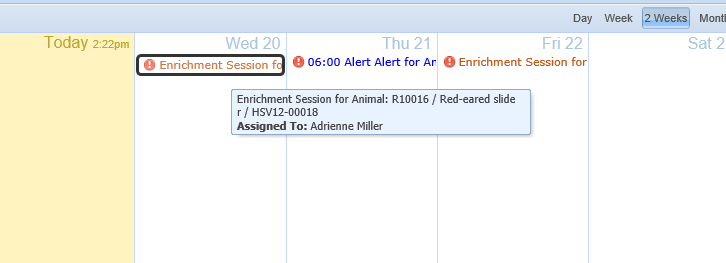 Day Week 2 Weeks Mont
Today 2:22pm Wed 20 Thu 21 Fri 22 Sat 2
Enrichment Session fo 06:00 Alert Alert for An Enrichment Session for
Enrichment Session for Animal: R10016 / Red-eared slide
r / HSV12-00018
Assigned To: Adrienne Miller